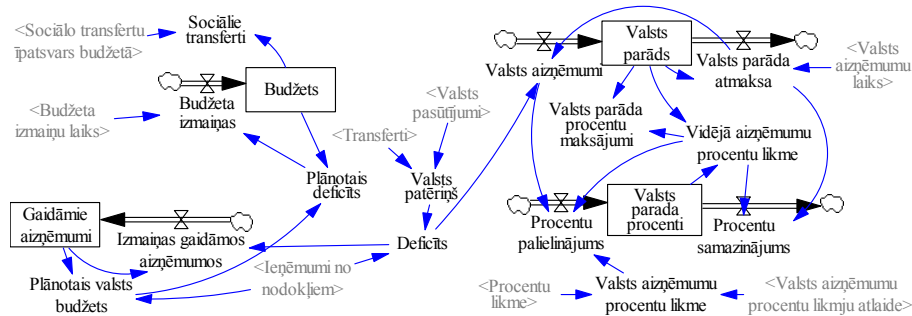 <Sociālo transfertu
īpatsvars budžetā>
Sociālie
transferti
Budžets
Budžeta
izmaiņas
<Budžeta
izmaiņu laiks>
Plānotais
deficīts
<Transferti>
<Valsts
pasūtījumi>
Valsts
patēriņš
Deficīts
Gaidāmie
aizņēmumi
Izmaiņas gaidāmos
aizņēmumos
Plānotais valsts
budžets
<Ieņēmumi no
nodokļiem>
Valsts aizņēmumi
Valsts
parāds
Valsts parāda
atmaksa
<Valsts
aizņēmumu
laiks>
Valsts parāda
procentu
maksājumi
Vidējā aizņēmumu
procentu likme
Procentu
palielinājums
Valsts
parada
procenti
Procentu
samazinājums
<Procentu
likme>
Valsts aizņēmumu
procentu likme
<Valsts aizņēmumu
procentu likmju atlaide>